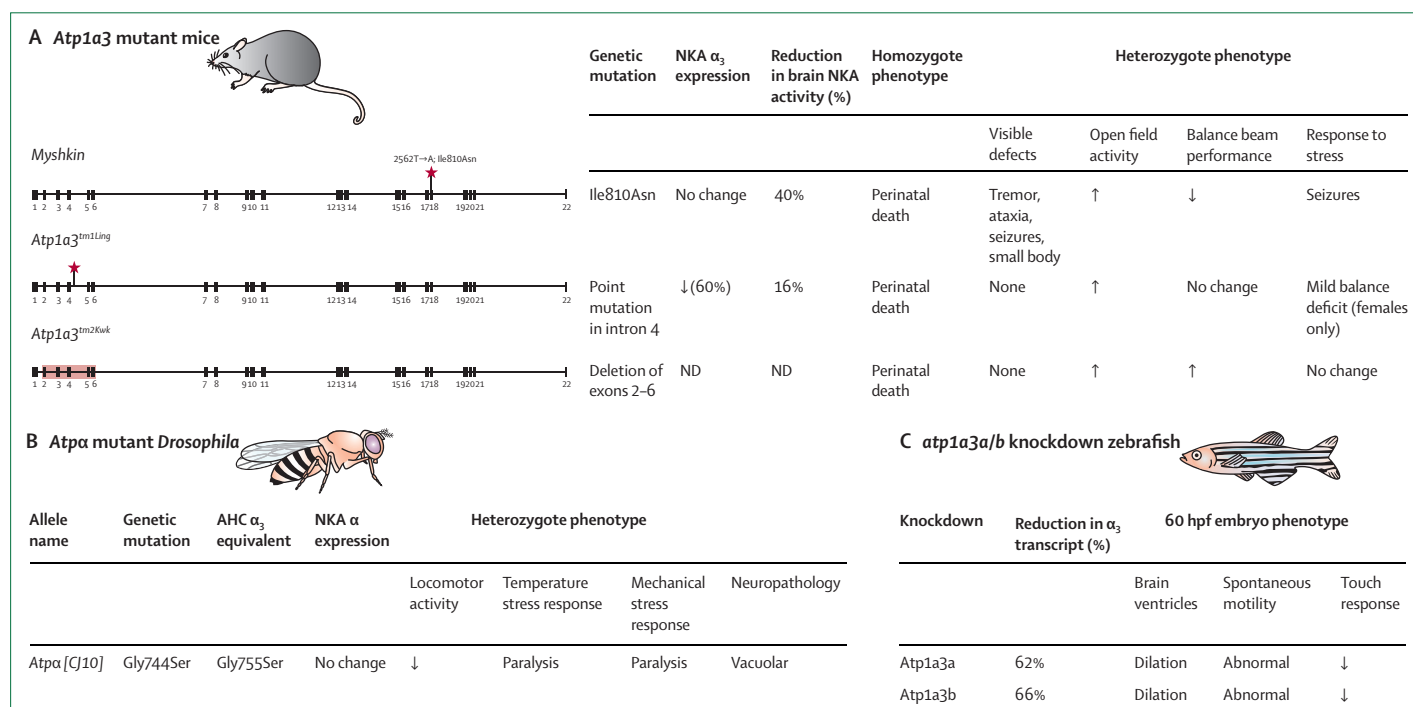 A Atp1a3 mutant mice
Genetic mutation
NKA α3 expression
Reduction in brain NKA activity (%)
Homozygote phenotype
Heterozygote phenotype
Visible defects
Open field activity
Balance beam performance
Response to stress
Myshkin
2562T→A; Ile810Asn
1 2 3 4 5 6 7 8 9 10 11 12 13 14 15 16 17 18 19 20 21 22
Ile810Asn
No change
40%
Perinatal death
Tremor, ataxia, seizures, small body
↑
↓
Seizures
Atp1a3tm1Ling
1 2 3 4 5 6 7 8 9 10 11 12 13 14 15 16 17 18 19 20 21 22
Point mutation in intron 4
↓(60%)
16%
Perinatal death
None
↑
No change
Mild balance deficit (females only)
Atp1a3tm2Kwk
1 2 3 4 5 6 7 8 9 10 11 12 13 14 15 16 17 18 19 20 21 22
Deletion of exons 2–6
ND
ND
Perinatal death
None
↑
↑
No change
B Atpα mutant Drosophila
Allele name
Genetic mutation
AHC α3 equivalent
NKA α expression
Heterozygote phenotype
Locomotor activity
Temperature stress response
Mechanical stress response
Neuropathology
Atpα [CJ10]
Gly744Ser
Gly755Ser
No change
↓
Paralysis
Paralysis
Vacuolar
C atp1a3a/b knockdown zebrafish
Knockdown
Reduction in α3 transcript (%)
60 hpf embryo phenotype
Brain ventricles
Spontaneous motility
Touch response
Atp1a3a
62%
Dilation
Abnormal
↓
Atp1a3b
66%
Dilation
Abnormal
↓